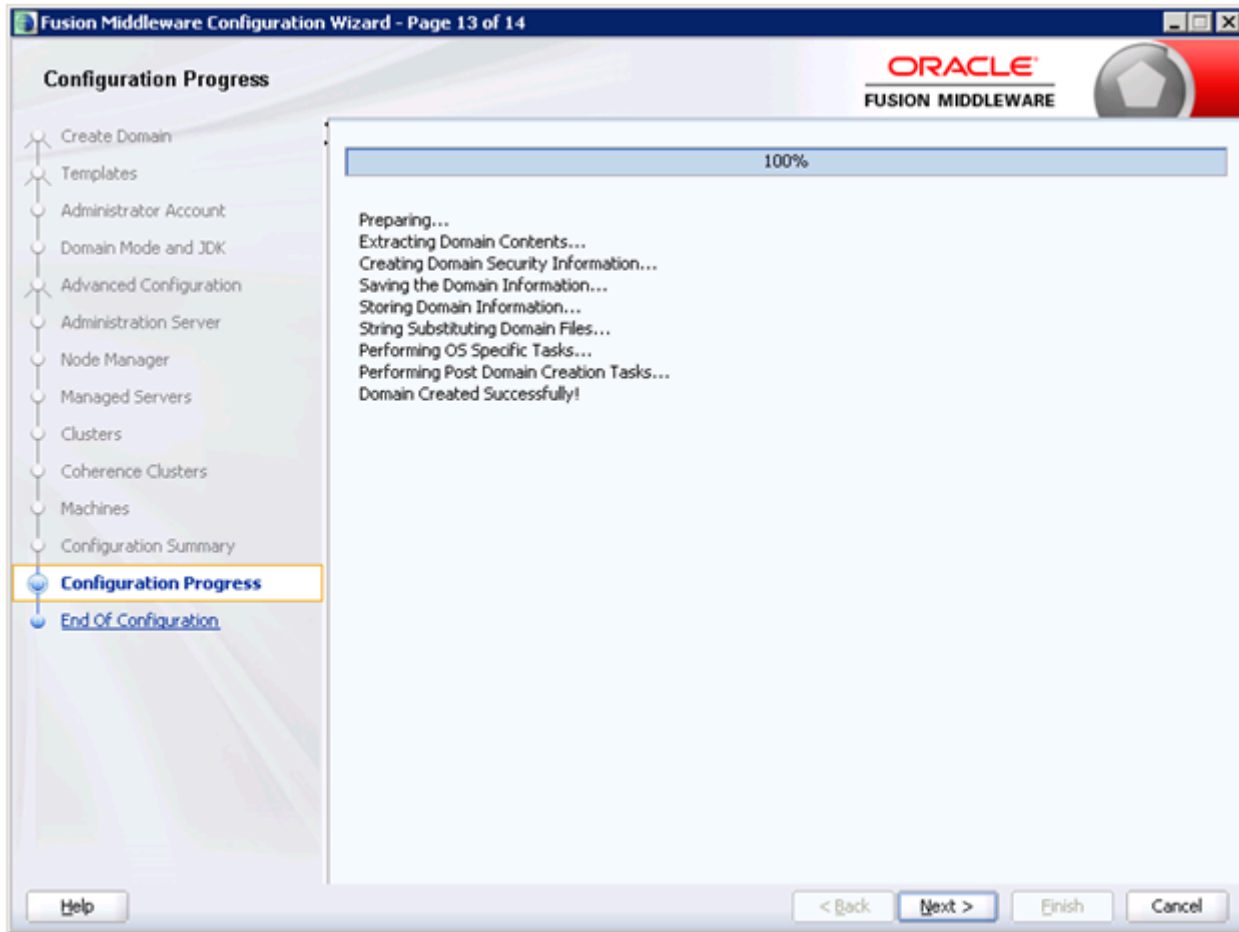 Fusion Middleware Configuration Wizard - Page 13 of 14
Configuration Progress
ORACLE
FUSION MIDDLEWARE
Create Domain
Templates
Administrator Account
Domain Mode and JDK
Advanced Configuration
Administration Server
Node Manager
Managed Servers
Clusters
Coherence Clusters
Machines
Configuration Summary
Configuration Progress
End Of Configuration
100%
Preparing...
Extracting Domain Contents...
Creating Domain Security Information...
Saving the Domain Information...
Storing Domain Information...
String Substituting Domain Files...
Performing OS Specific Tasks...
Performing Post Domain Creation Tasks...
Domain Created Successfully!
Help
< Back
Next >
Finish
Cancel